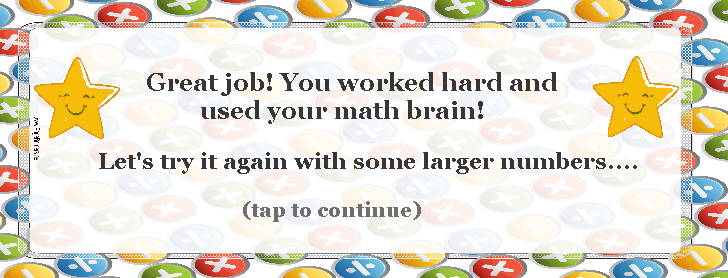 Great job! You worked hard and
used your math brain!
Let's try it again with some larger numbers....
(tap to continue)